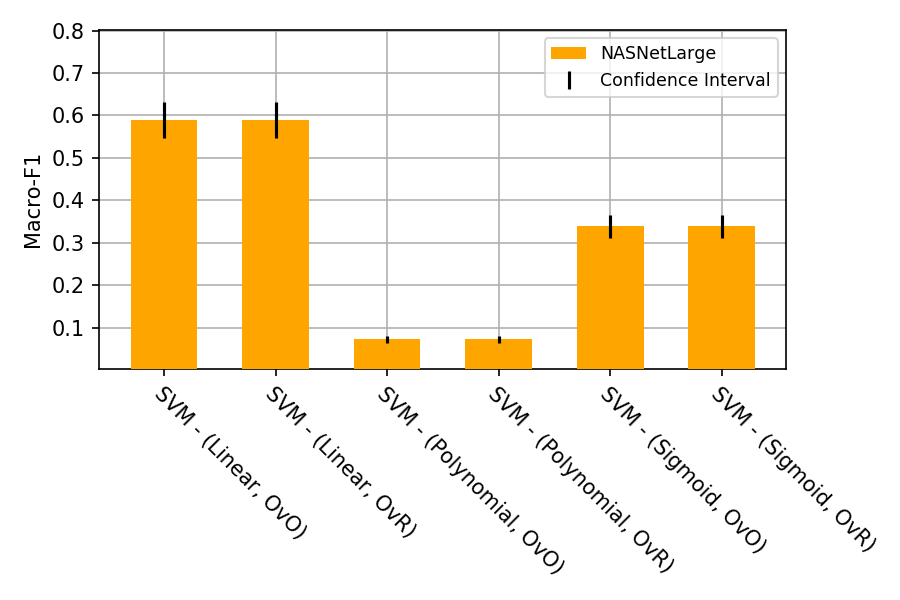 0.8
0.7
0.6
0.5
0.4
0.3
0.2
0.1
Macro-F1
NASNetLarge
Confidence Interval
SVM - (Linear, OvO)
SVM - (Linear, OvR)
SVM - (Polynomial, OvO)
SVM - (Polynomial, OvR)
SVM - (Sigmoid, OvO)
SVM - (Sigmoid, OvR)